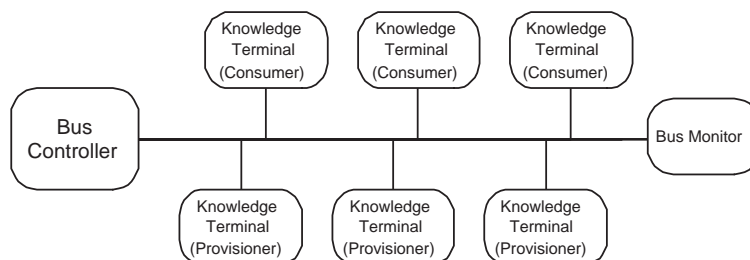 Knowledge
Terminal
(Consumer)
Knowledge
Terminal
(Consumer)
Knowledge
Terminal
(Consumer)
Bus
Controller
Bus Monitor
Knowledge
Terminal
(Provisioner)
Knowledge
Terminal
(Provisioner)
Knowledge
Terminal
(Provisioner)